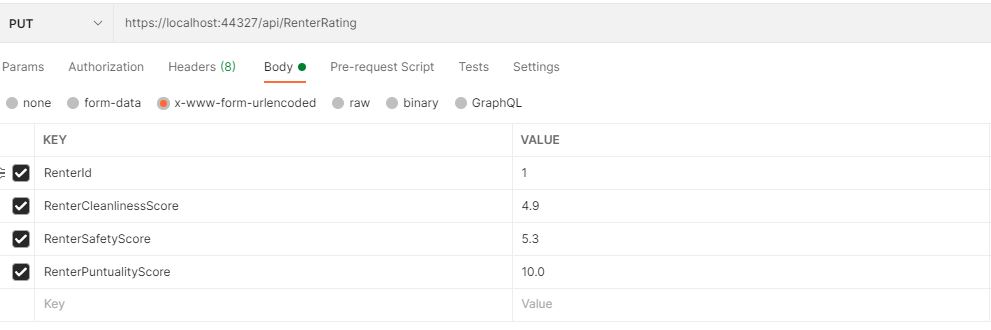 PUT https://localhost:44327/api/RenterRating
Params Authorization Headers (8) Body Pre-request Script Tests Settings
none form-data x-www-form-urlencoded raw binary GraphQL
KEY VALUE
RenterId 1
RenterCleanlinessScore 4.9
RenterSafetyScore 5.3
RenterPuntualityScore 10.0
Key Value